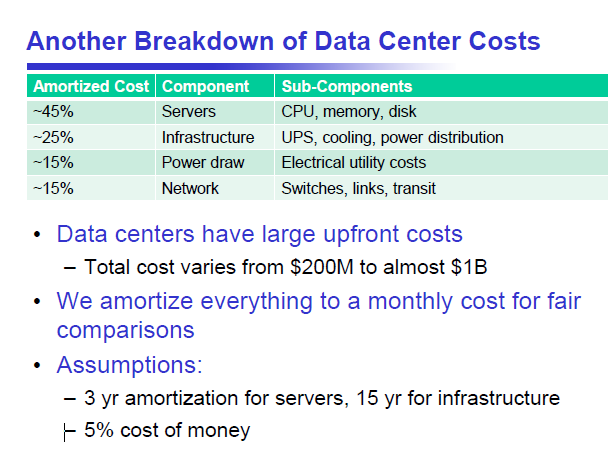 Another Breakdown of Data Center Costs
Amortized Cost Component Sub-Components
~45% Servers CPU, memory, disk
~25% Infrastructure UPS, cooling, power distribution
~15% Power draw Electrical utility costs
~15% Network Switches, links, transit
• Data centers have large upfront costs
– Total cost varies from $200M to almost $1B
• We amortize everything to a monthly cost for fair
comparisons
• Assumptions:
– 3 yr amortization for servers, 15 yr for infrastructure
– 5% cost of money